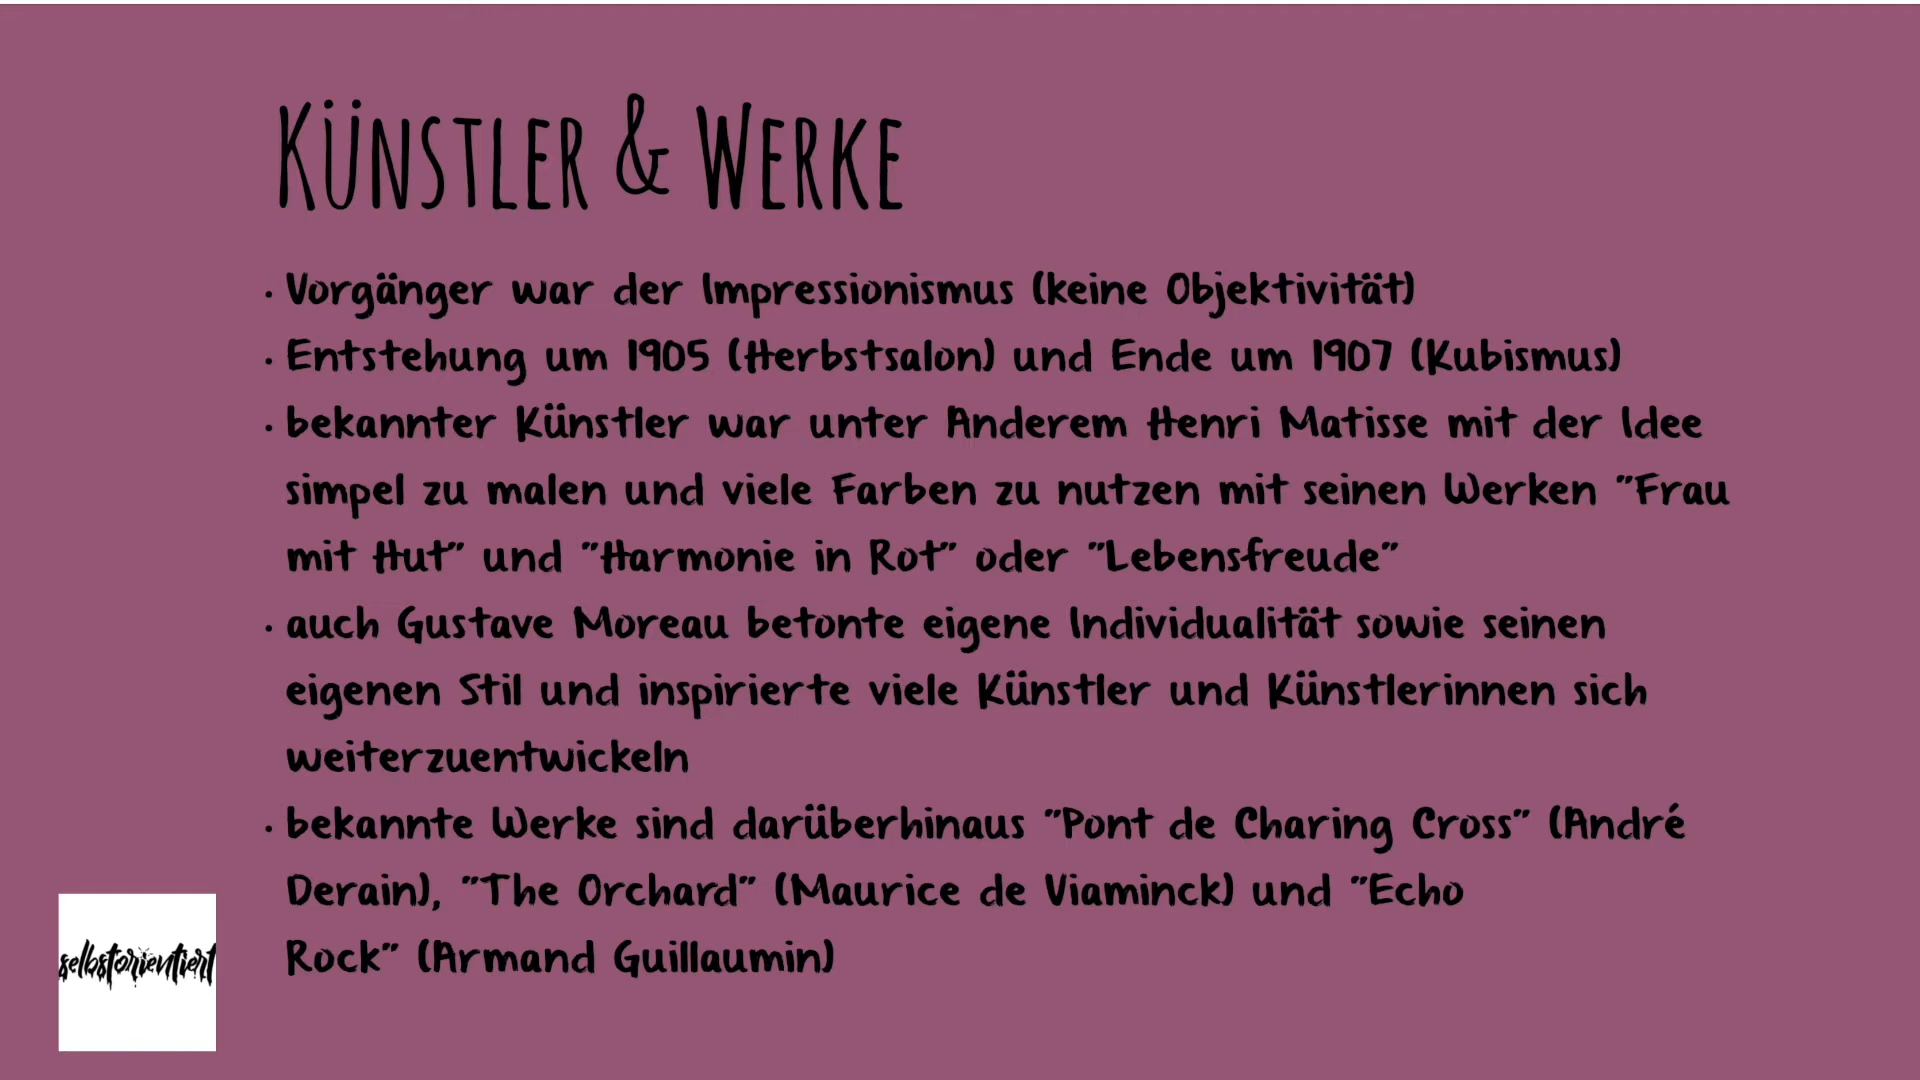 Künstler & Werke
· Vorgänger war der Impressionismus (keine Objektivität)
· Entstehung um 1905 (Herbstsalon) und Ende um 1907 (Kubismus)
· bekannter Künstler war unter Anderem Henri Matisse mit der Idee
simpel zu malen und viele Farben zu nutzen mit seinen Werken "Frau
mit Hut" und "Harmonie in Rot" oder "Lebensfreude"
· auch Gustave Moreau betonte eigene Individualität sowie seinen
eigenen Stil und inspirierte viele Künstler und Künstlerinnen sich
weiterzuentwickeln
· bekannte Werke sind darüberhinaus "Pont de Charing Cross" (André
Derain), "The Orchard" (Maurice de Viaminck) und "Echo
Rock" (Armand Guillaumin)
selbstorientiert